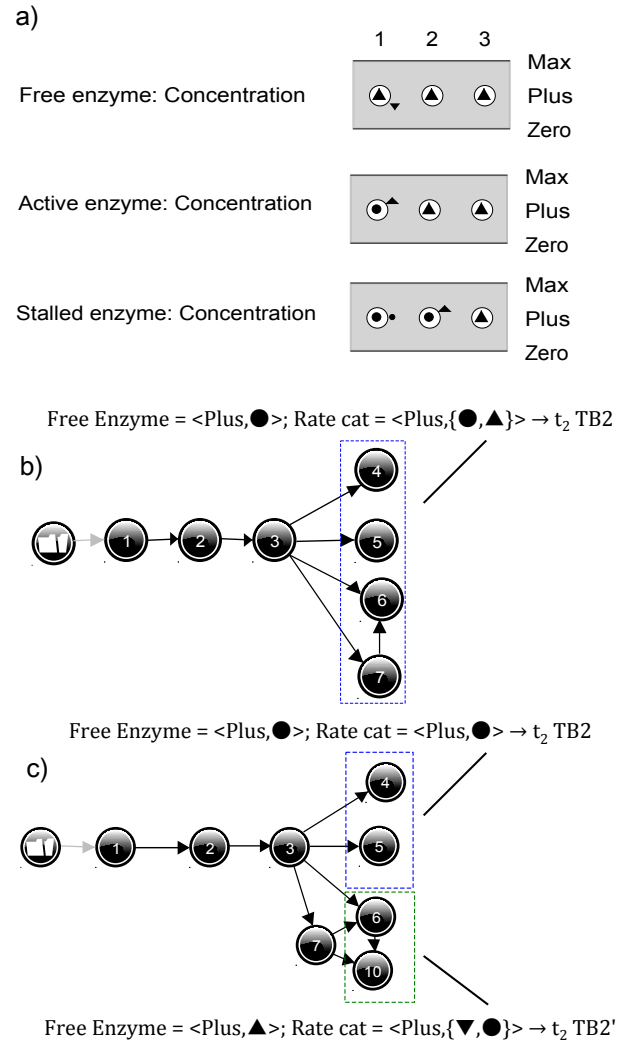 a)
1 2 3
Max
Free enzyme: Concentration Plus
Zero
Max
Active enzyme: Concentration Plus
Zero
Max
Stalled enzyme: Concentration Plus
Zero
Free Enzyme = <Plus,●>; Rate cat = <Plus,{●,▲}> → t₂ TB2
b)
4
1 2 3 5
6
7
Free Enzyme = <Plus,●>; Rate cat = <Plus,●> → t₂ TB2
c)
4
1 2 3 5
6
7
10
Free Enzyme = <Plus,▲>; Rate cat = <Plus,{▼,●}> → t₂ TB2'